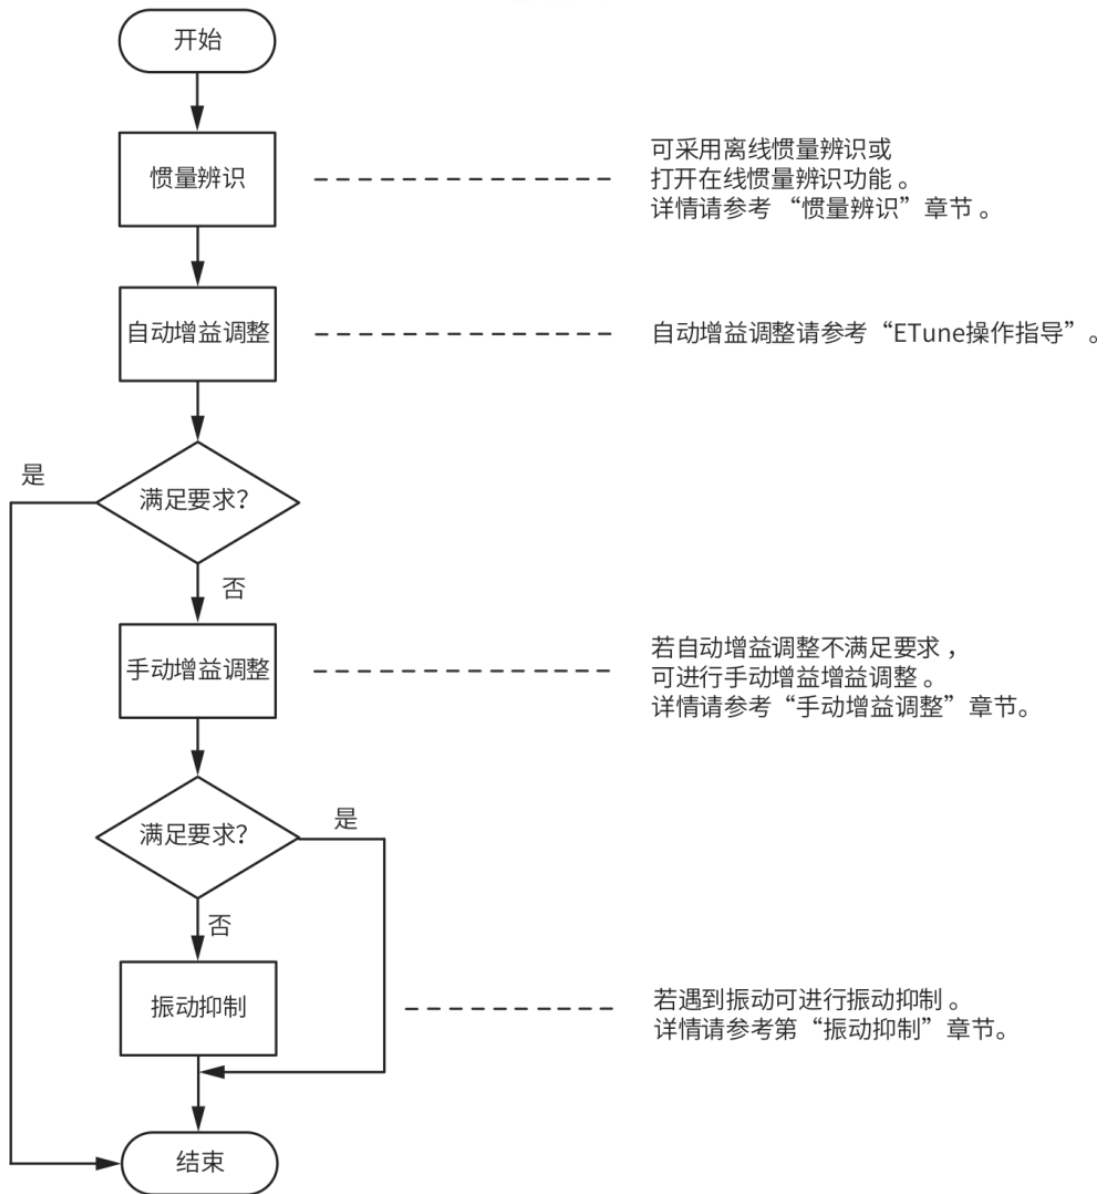 开始
惯量辨识
可采用离线惯量辨识或
打开在线惯量辨识功能。
详情请参考“惯量辨识”章节。
自动增益调整
自动增益调整请参考“ETune操作指导”。
是
满足要求?
否
手动增益调整
若自动增益调整不满足要求，
可进行手动增益增益调整。
详情请参考“手动增益调整”章节。
满足要求?
是
否
振动抑制
若遇到振动可进行振动抑制。
详情请参考第“振动抑制”章节。
结束